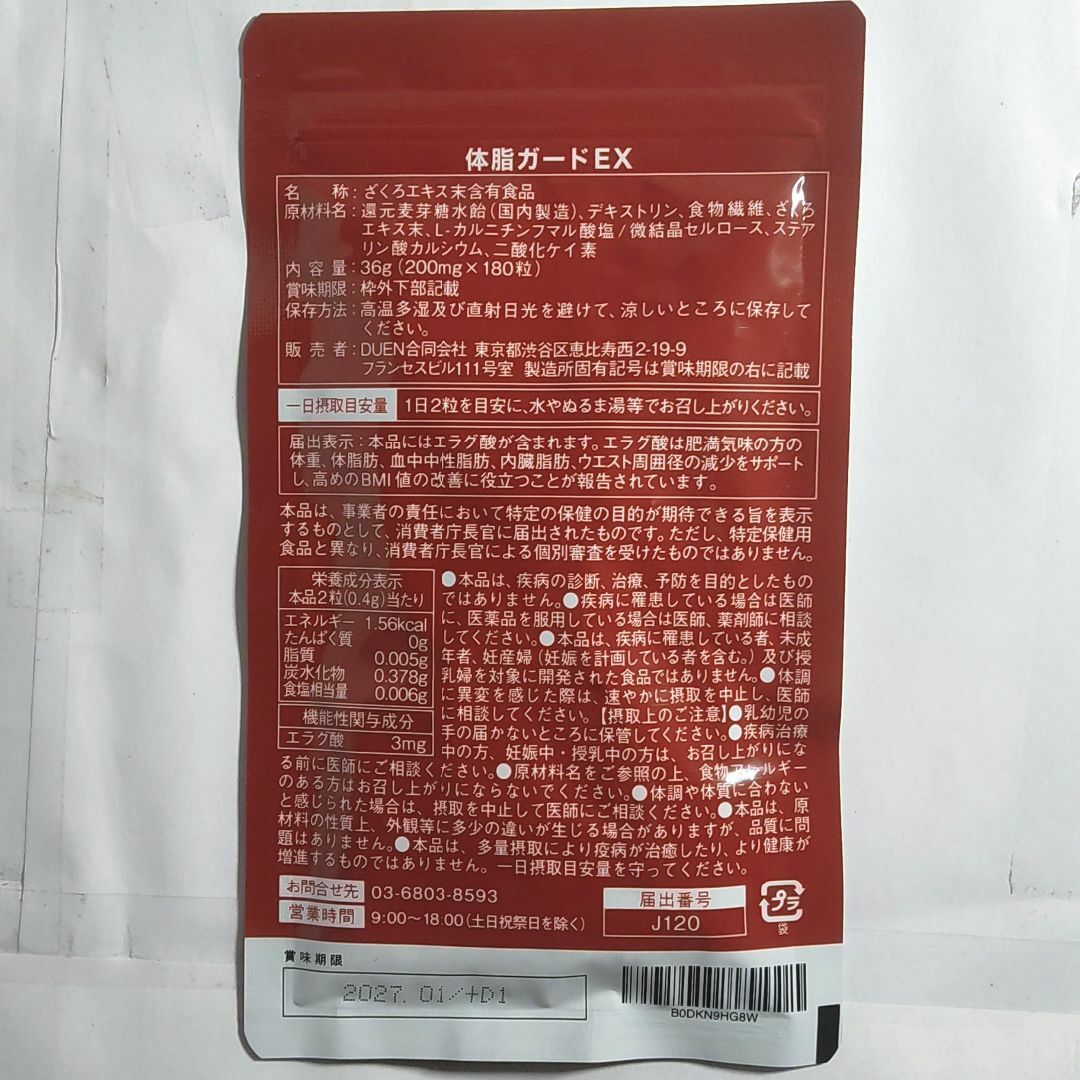 体脂ガードEX
名　　称：ざくろエキス末含有食品
原材料名：還元麦芽糖水飴（国内製造）、デキストリン、食物繊維、ざくろ
エキス末、L-カルニチンフマル酸塩／微結晶セルロース、ステア
リン酸カルシウム、二酸化ケイ素
内 容 量：36g（200mg×180粒）
賞味期限：枠外下部記載
保存方法：高温多湿及び直射日光を避けて、涼しいところに保存して
ください。
販 売 者：DUEN合同会社 東京都渋谷区恵比寿西2-19-9
フランセスビル111号室 製造所固有記号は賞味期限の右に記載
一日摂取目安量 1日2粒を目安に、水やぬるま湯等でお召し上がりください。
届出表示：本品にはエラグ酸が含まれます。エラグ酸は肥満気味の方の
体重、体脂肪、血中中性脂肪、内臓脂肪、ウエスト周囲径の減少をサポート
し、高めのBMI値の改善に役立つことが報告されています。
本品は、事業者の責任において特定の保健の目的が期待できる旨を表示
するものとして、消費者庁長官に届出されたものです。ただし、特定保健用
食品と異なり、消費者庁長官による個別審査を受けたものではありません。
栄養成分表示
本品2粒(0.4g)当たり
エネルギー 1.56kcal
たんぱく質 0g
脂質 0.005g
炭水化物 0.378g
食塩相当量 0.006g
機能性関与成分
エラグ酸 3mg
●本品は、疾病の診断、治療、予防を目的としたもの
ではありません。●疾病に罹患している場合は医師
に、医薬品を服用している場合は医師、薬剤師に相談
してください。●本品は、疾病に罹患している者、未成
年者、妊産婦（妊娠を計画している者を含む。）及び授
乳婦を対象に開発された食品ではありません。●体調
に異変を感じた際は、速やかに摂取を中止し、医師
に相談してください。【摂取上のご注意】●乳幼児の
手の届かないところに保管してください。●疾病治療
中の方、妊娠中・授乳中の方は、お召し上がりにな
る前に医師にご相談ください。●原材料名をご参照の上、食物アレルギー
のある方はお召し上がりにならないでください。●体調や体質に合わない
と感じられた場合は、摂取を中止して医師にご相談ください。●本品は、原
材料の性質上、外観等に多少の違いが生じる場合がありますが、品質に問
題はありません。●本品は、多量摂取により疫病が治癒したり、より健康が
増進するものではありません。一日摂取目安量を守ってください。
お問合せ先 03-6803-8593
営業時間 9:00〜18:00（土日祝祭日を除く）
届出番号
J120
プラ
袋
賞味期限
2027. 01/+D1
B0DKN9HG8W